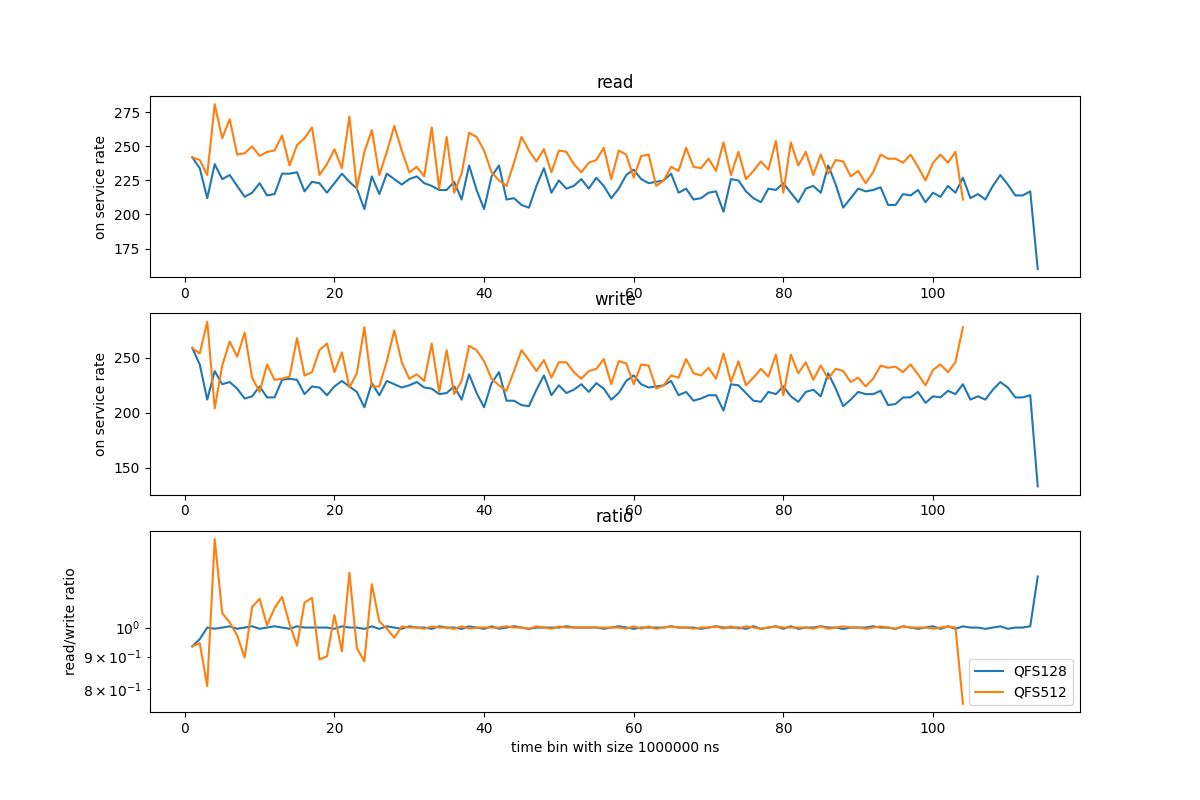 read
on service rate
275
250
225
200
175
0 20 40 60 80 100
write
on service rate
250
200
150
0 20 40 60 80 100
ratio
read/write ratio
10⁰
9 × 10⁻¹
8 × 10⁻¹
QFS128
QFS512
0 20 40 60 80 100
time bin with size 1000000 ns